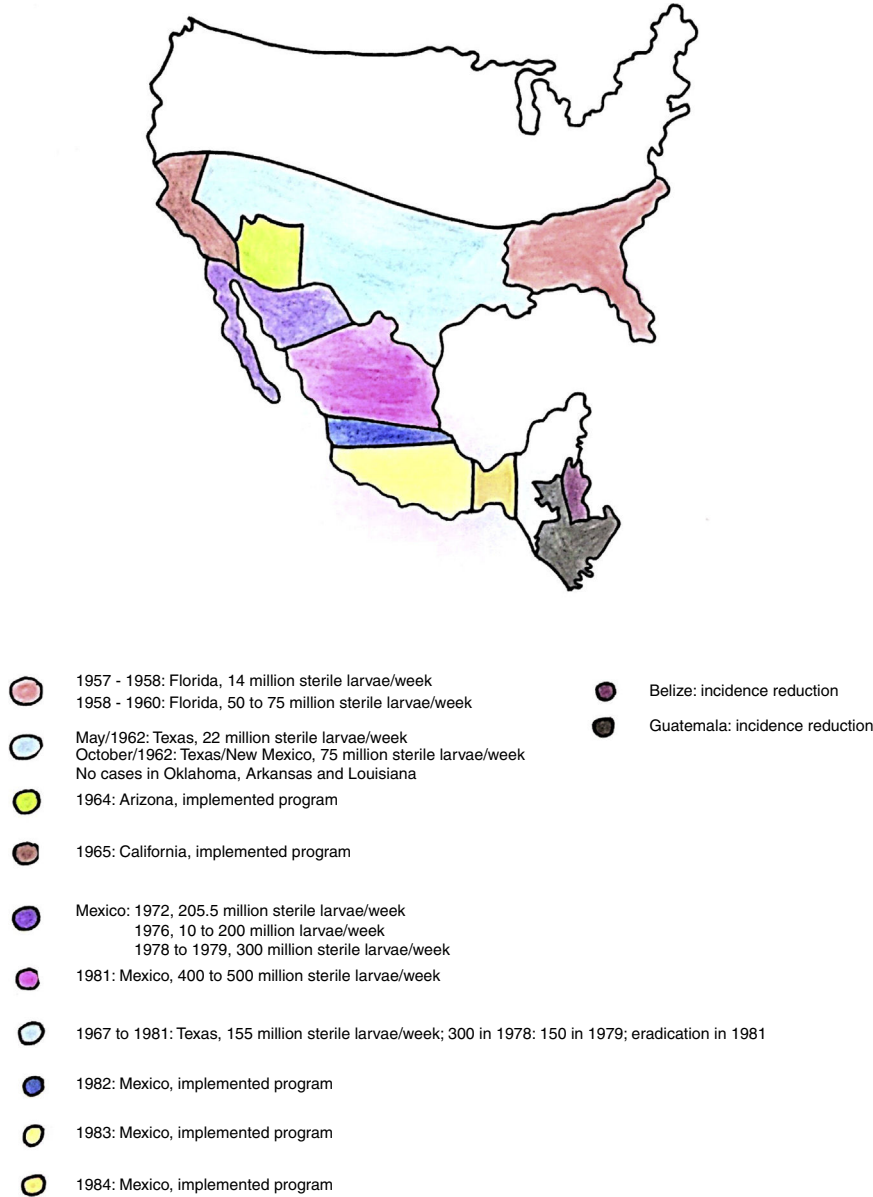 1957 - 1958: Florida, 14 million sterile larvae/week
1958 - 1960: Florida, 50 to 75 million sterile larvae/week
May/1962: Texas, 22 million sterile larvae/week
October/1962: Texas/New Mexico, 75 million sterile larvae/week
No cases in Oklahoma, Arkansas and Louisiana
1964: Arizona, implemented program
1965: California, implemented program
Mexico: 1972, 205.5 million sterile larvae/week
1976, 10 to 200 million larvae/week
1978 to 1979, 300 million sterile larvae/week
1981: Mexico, 400 to 500 million sterile larvae/week
1967 to 1981: Texas, 155 million sterile larvae/week; 300 in 1978: 150 in 1979; eradication in 1981
1982: Mexico, implemented program
1983: Mexico, implemented program
1984: Mexico, implemented program
Belize: incidence reduction
Guatemala: incidence reduction